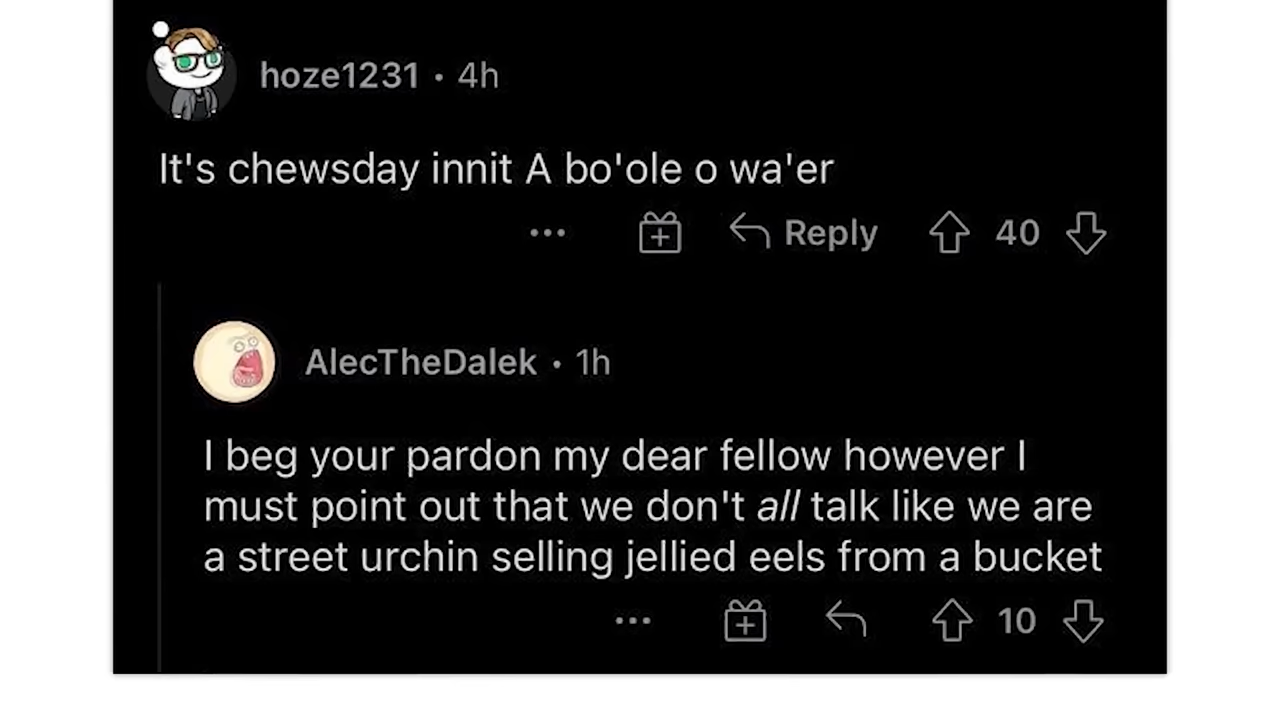 hoze1231 • 4h
It's chewsday innit A bo'ole o wa'er
... Reply 40
AlecTheDalek • 1h
I beg your pardon my dear fellow however I
must point out that we don't all talk like we are
a street urchin selling jellied eels from a bucket
... 10